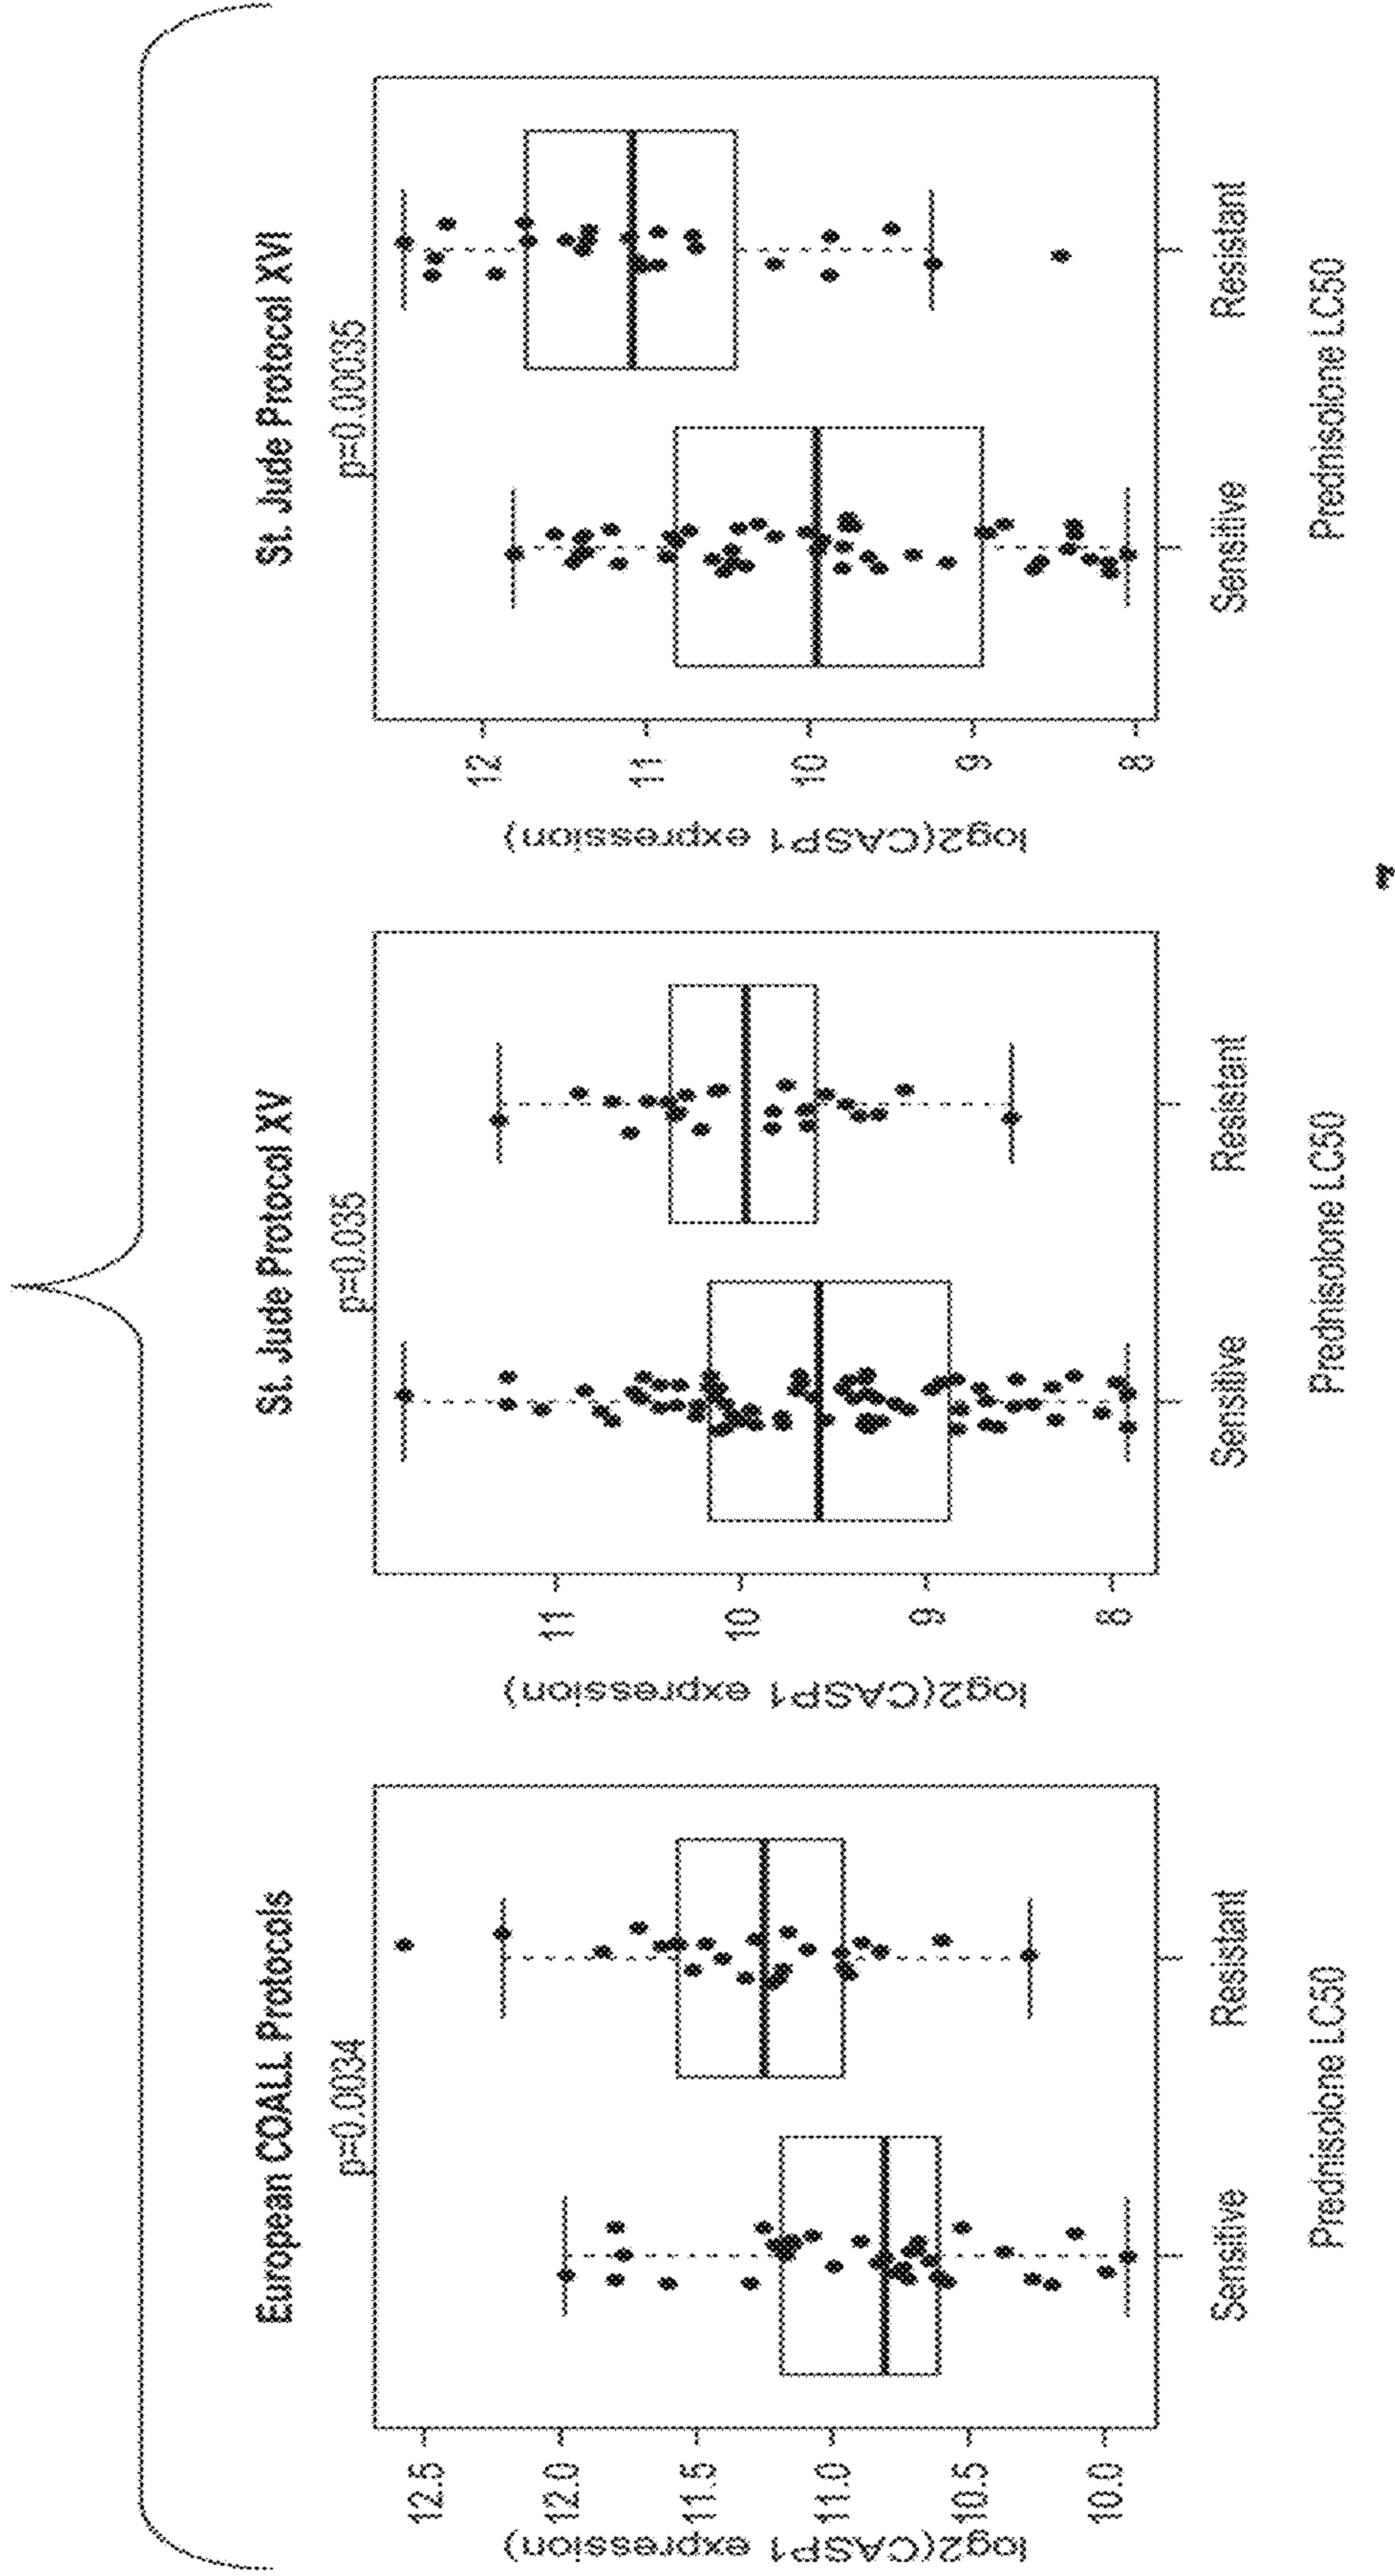 European COALL Protocols
p=0.0034
log2(CASP1 expression)
12.5
12.0
11.5
11.0
10.5
10.0
Sensitive
Resistant
Prednisolone LC50
St. Jude Protocol XV
p=0.035
log2(CASP1 expression)
11
10
9
8
Sensitive
Resistant
Prednisolone LC50
St. Jude Protocol XVI
p=0.00035
log2(CASP1 expression)
12
11
10
9
8
Sensitive
Resistant
Prednisolone LC50